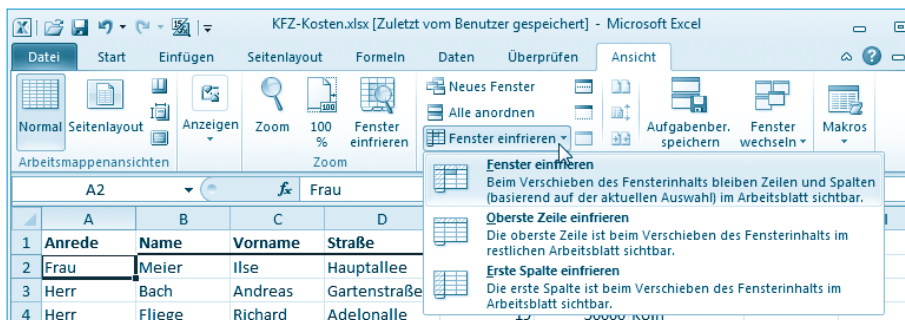 KFZ-Kosten.xlsx [Zuletzt vom Benutzer gespeichert] - Microsoft Excel
Datei Start Einfügen Seitenlayout Formeln Daten Überprüfen Ansicht
Normal Seitenlayout Anzeigen Zoom 100 % Fenster einfrieren Neues Fenster Alle anordnen Fenster einfrieren Aufgabenber. speichern Fenster wechseln Makros
Arbeitsmappenansichten Zoom
Fenster einfrieren
Beim Verschieben des Fensterinhalts bleiben Zeilen und Spalten
(basierend auf der aktuellen Auswahl) im Arbeitsblatt sichtbar.
Oberste Zeile einfrieren
Die oberste Zeile ist beim Verschieben des Fensterinhalts im
restlichen Arbeitsblatt sichtbar.
Erste Spalte einfrieren
Die erste Spalte ist beim Verschieben des Fensterinhalts im
Arbeitsblatt sichtbar.
A2 fx Frau
A B C D
1 Anrede Name Vorname Straße
2 Frau Meier Ilse Hauptallee
3 Herr Bach Andreas Gartenstraße
4 Herr Fliege Richard Adelonalle